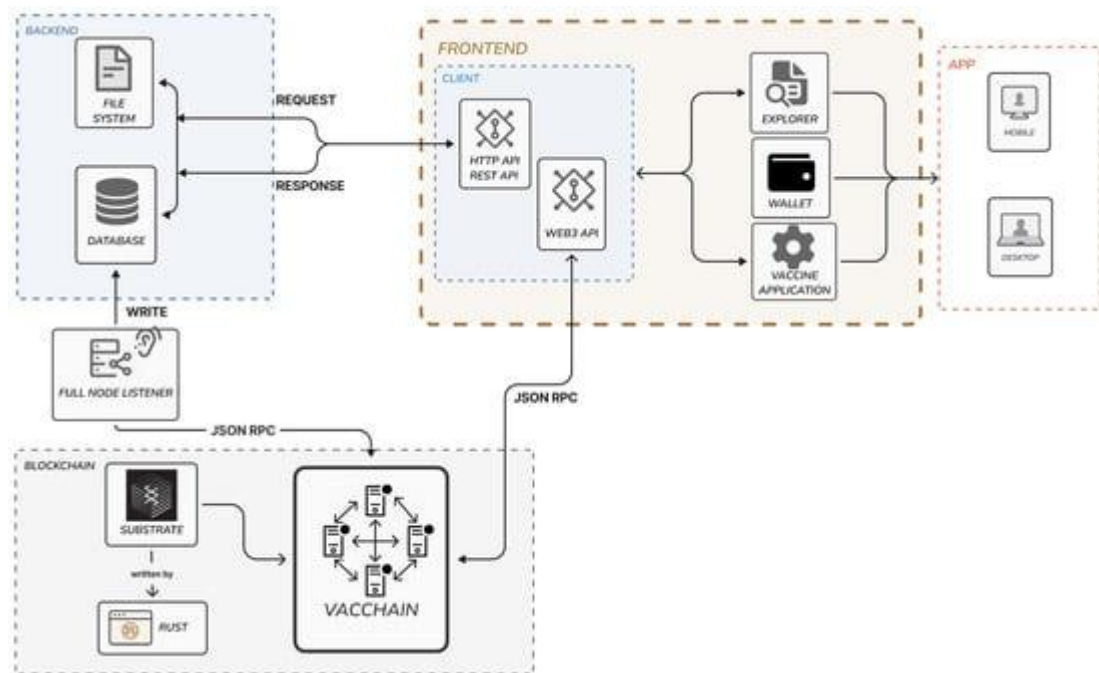 BACKEND
FILE
SYSTEM
DATABASE
REQUEST
RESPONSE
FRONTEND
CLIENT
HTTP API
REST API
WEB3 API
EXPLORER
WALLET
VACCINE
APPLICATION
APP
MOBILE
DESKTOP
WRITE
FULL NODE LISTENER
JSON RPC
JSON RPC
BLOCKCHAIN
SUBSTRATE
written by
RUST
VACCHAIN